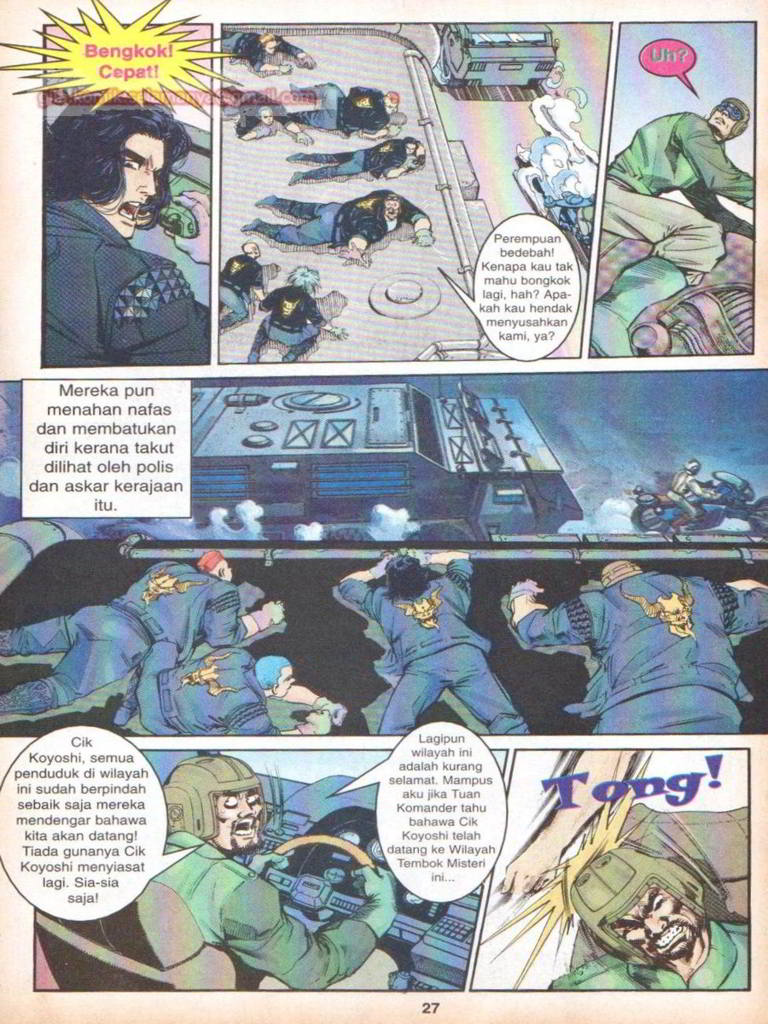 Bengkok!
Cepat!
Perempuan
bedebah!
Kenapa kau tak
mahu bongkok
lagi, hah? Apa-
kah kau hendak
menyusahkan
kami, ya?
Uh?
Mereka pun
menahan nafas
dan membatukan
diri kerana takut
dilihat oleh polis
dan askar kerajaan
itu.
Cik
Koyoshi, semua
penduduk di wilayah
ini sudah berpindah
sebaik saja mereka
mendengar bahawa
kita akan datang!
Tiada gunanya Cik
Koyoshi menyiasat
lagi. Sia-sia
saja!
Lagipun
wilayah ini
adalah kurang
selamat. Mampus
aku jika Tuan
Komander tahu
bahawa Cik
Koyoshi telah
datang ke Wilayah
Tembok Misteri
ini...
Tong!
27